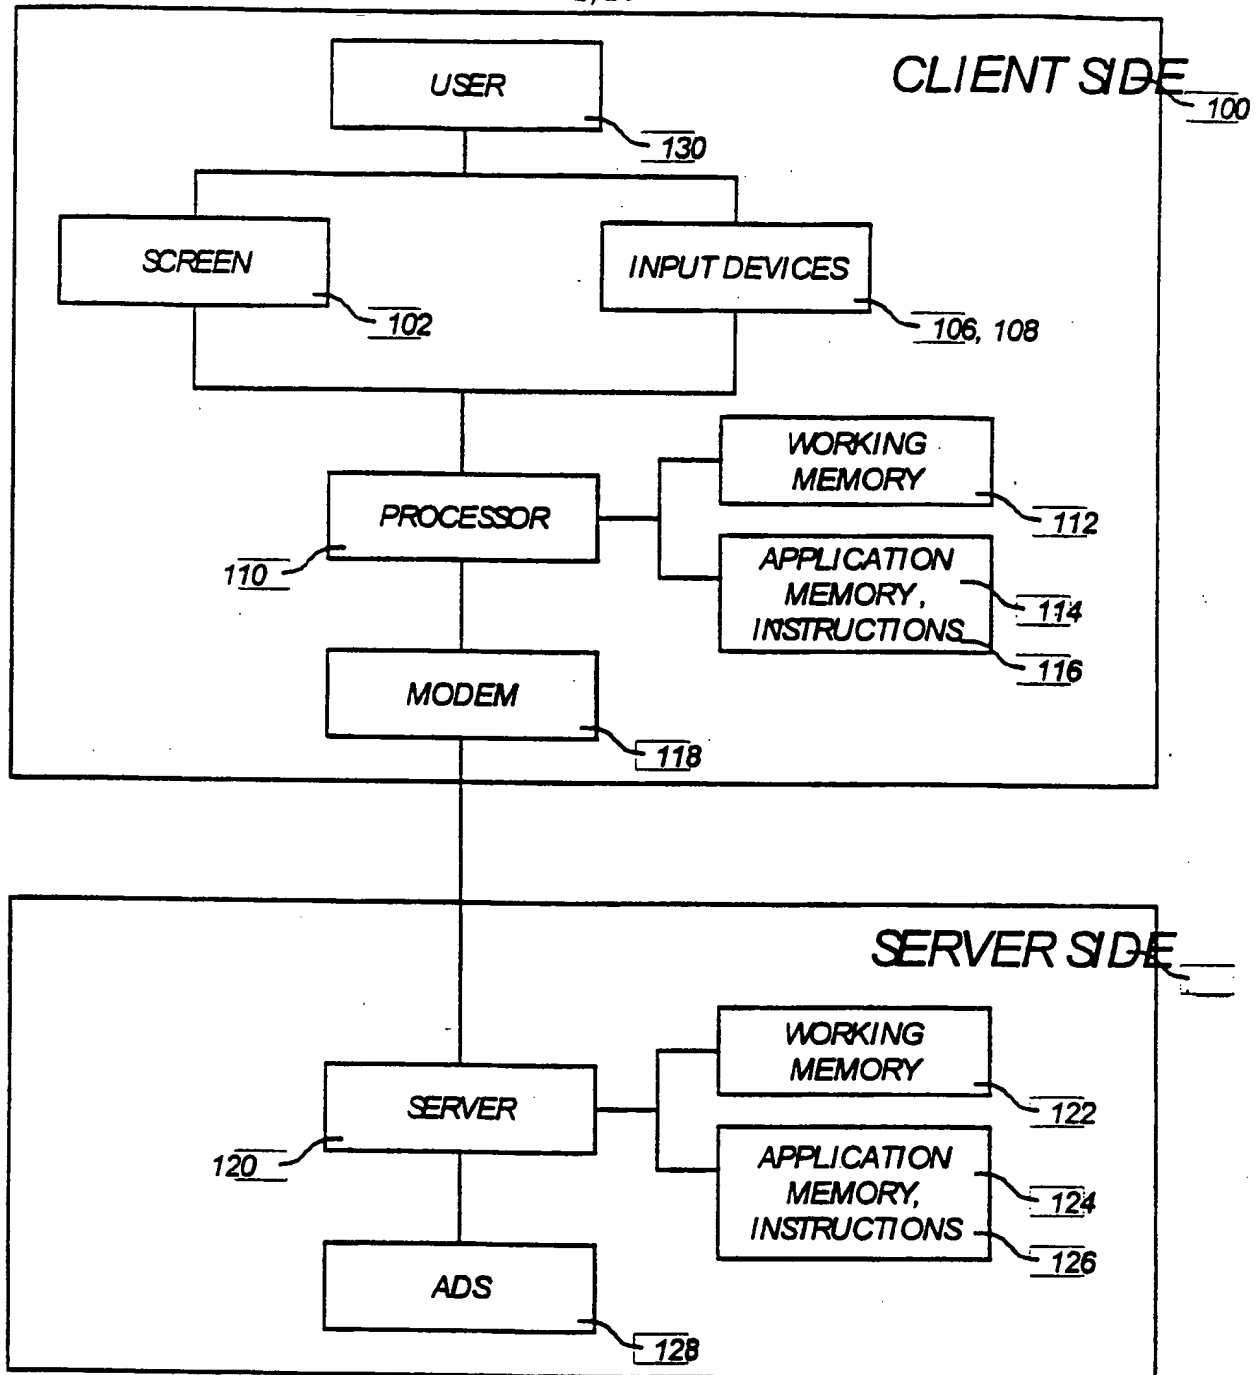 CLIENT SIDE
100
USER
130
SCREEN
102
INPUT DEVICES
106, 108
PROCESSOR
110
WORKING
MEMORY
112
APPLICATION
MEMORY,
INSTRUCTIONS
114
116
MODEM
118
SERVER SIDE
SERVER
120
WORKING
MEMORY
122
APPLICATION
MEMORY,
INSTRUCTIONS
124
126
ADS
128